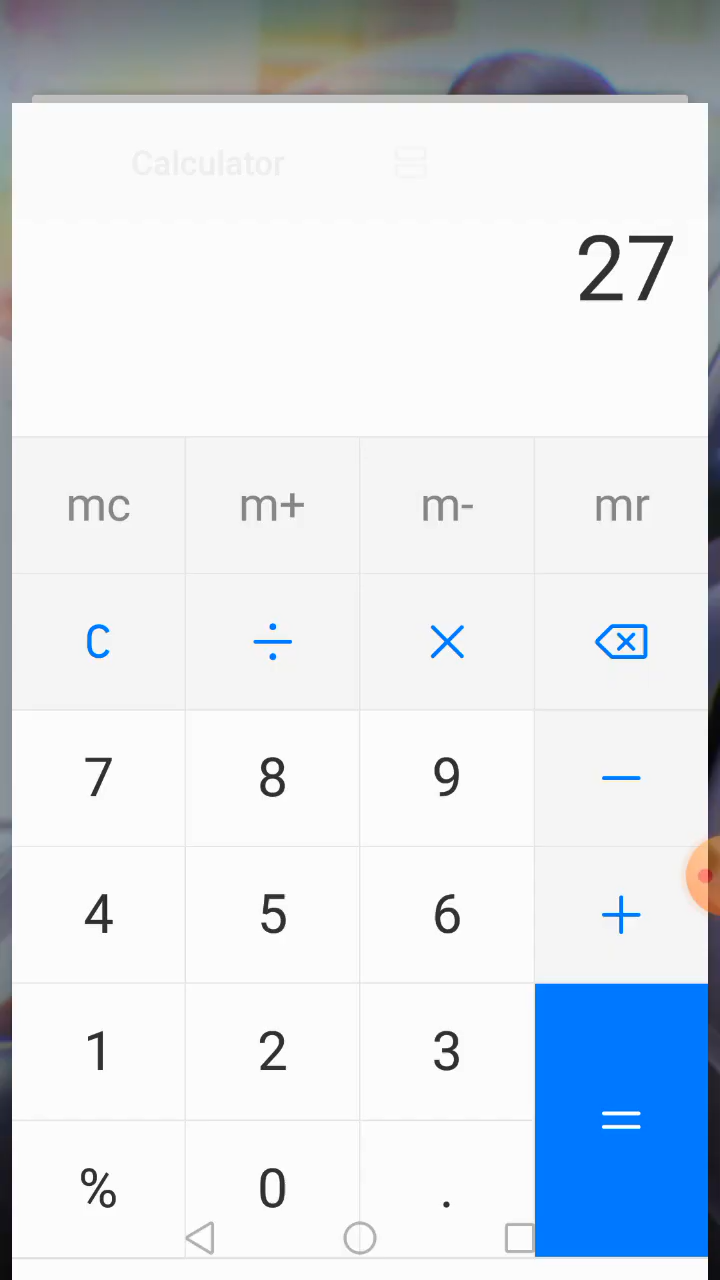 Calculator
27
mc m+ m- mr
C ÷ ×
7 8 9 −
4 5 6 +
1 2 3 =
% 0 .